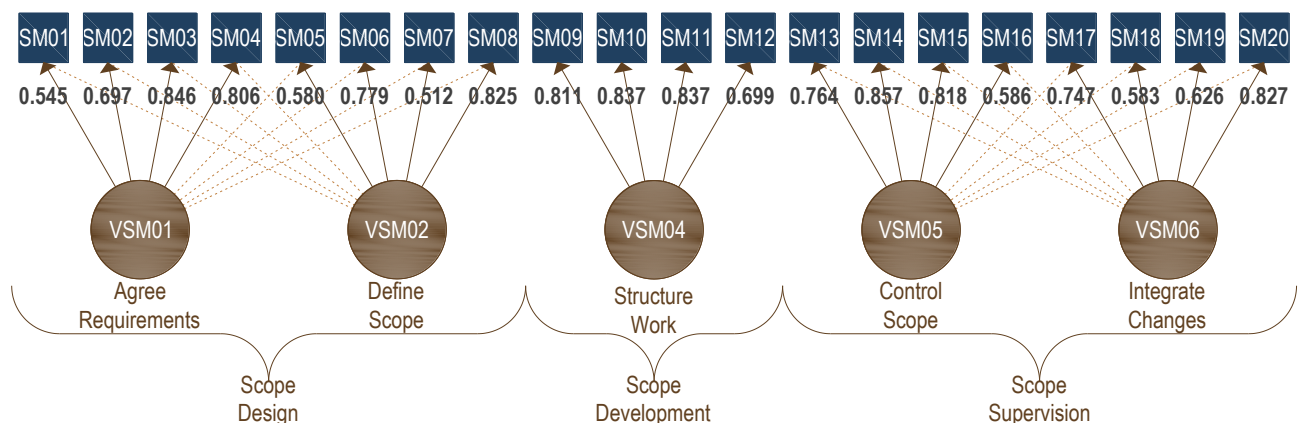 SM01 SM02 SM03 SM04 SM05 SM06 SM07 SM08 SM09 SM10 SM11 SM12 SM13 SM14 SM15 SM16 SM17 SM18 SM19 SM20
0.545 0.697 0.846 0.806 0.580 0.779 0.512 0.825 0.811 0.837 0.837 0.699 0.764 0.857 0.818 0.586 0.747 0.583 0.626 0.827
VSM01 VSM02 VSM04 VSM05 VSM06
Agree
Requirements
Define
Scope
Structure
Work
Control
Scope
Integrate
Changes
Scope
Design
Scope
Development
Scope
Supervision